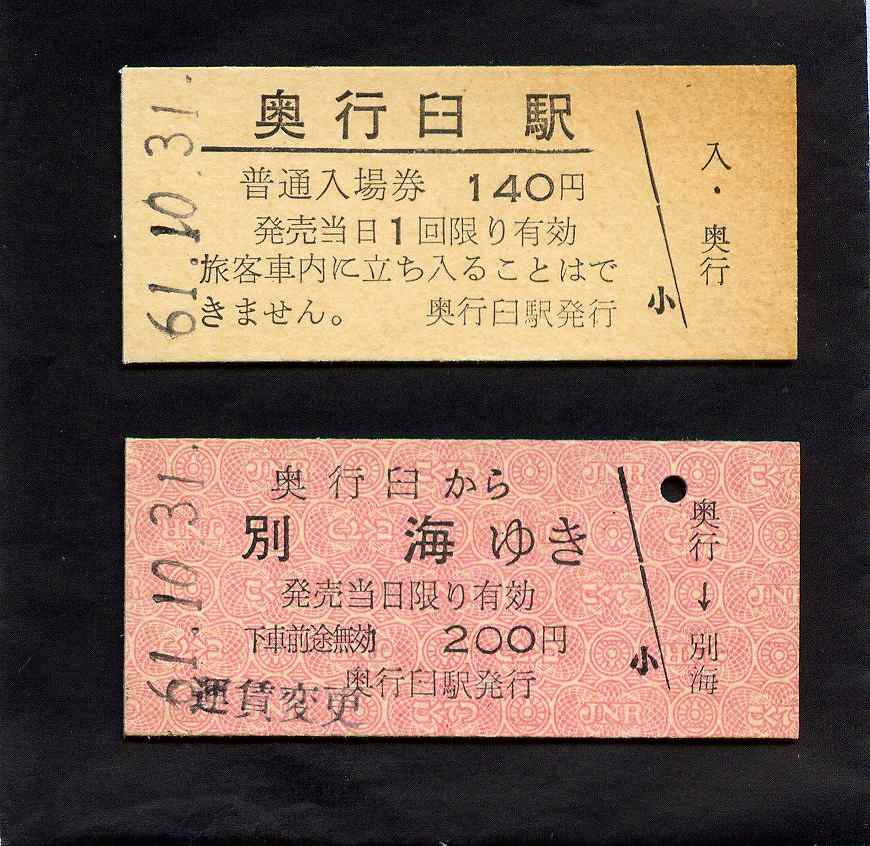 61.10.31.
奥行臼駅
普通入場券 140円
発売当日1回限り有効
旅客車内に立ち入ることはで
きません。 奥行臼駅発行
小
入・奥行
61.10.31.
奥行臼から
別海ゆき
発売当日限り有効
下車前途無効 200円
奥行臼駅発行
運賃変更
小
奥行→別海
JNR
こくてつ